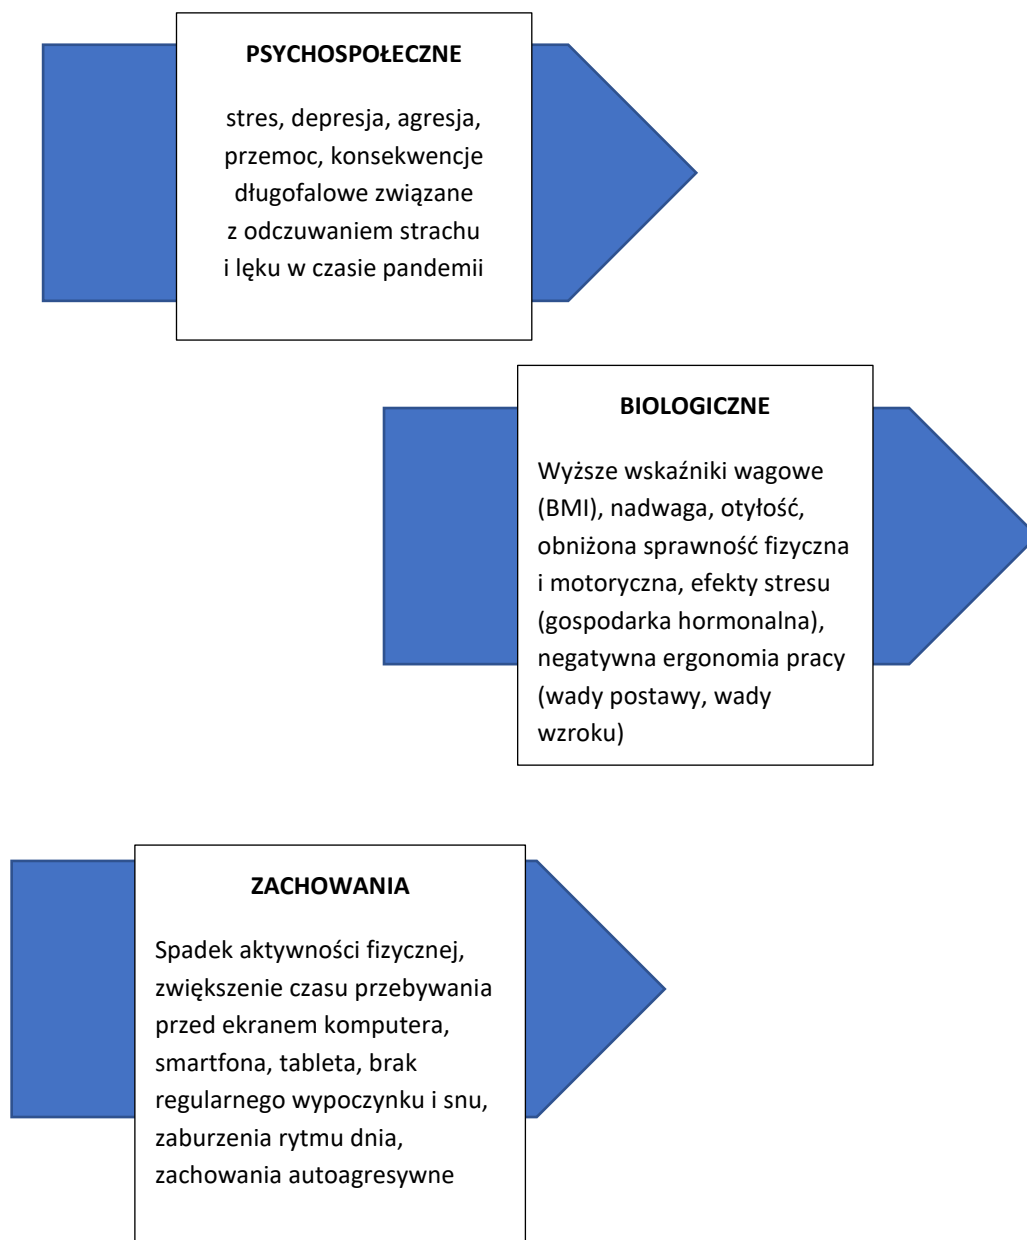 PSYCHOSPOŁECZNE
stres, depresja, agresja,
przemoc, konsekwencje
długofalowe związane
z odczuwaniem strachu
i lęku w czasie pandemii
BIOLOGICZNE
Wyższe wskaźniki wagowe
(BMI), nadwaga, otyłość,
obniżona sprawność fizyczna
i motoryczna, efekty stresu
(gospodarka hormonalna),
negatywna ergonomia pracy
(wady postawy, wady
wzroku)
ZACHOWANIA
Spadek aktywności fizycznej,
zwiększenie czasu przebywania
przed ekranem komputera,
smartfona, tableta, brak
regularnego wypoczynku i snu,
zaburzenia rytmu dnia,
zachowania autoagresywne